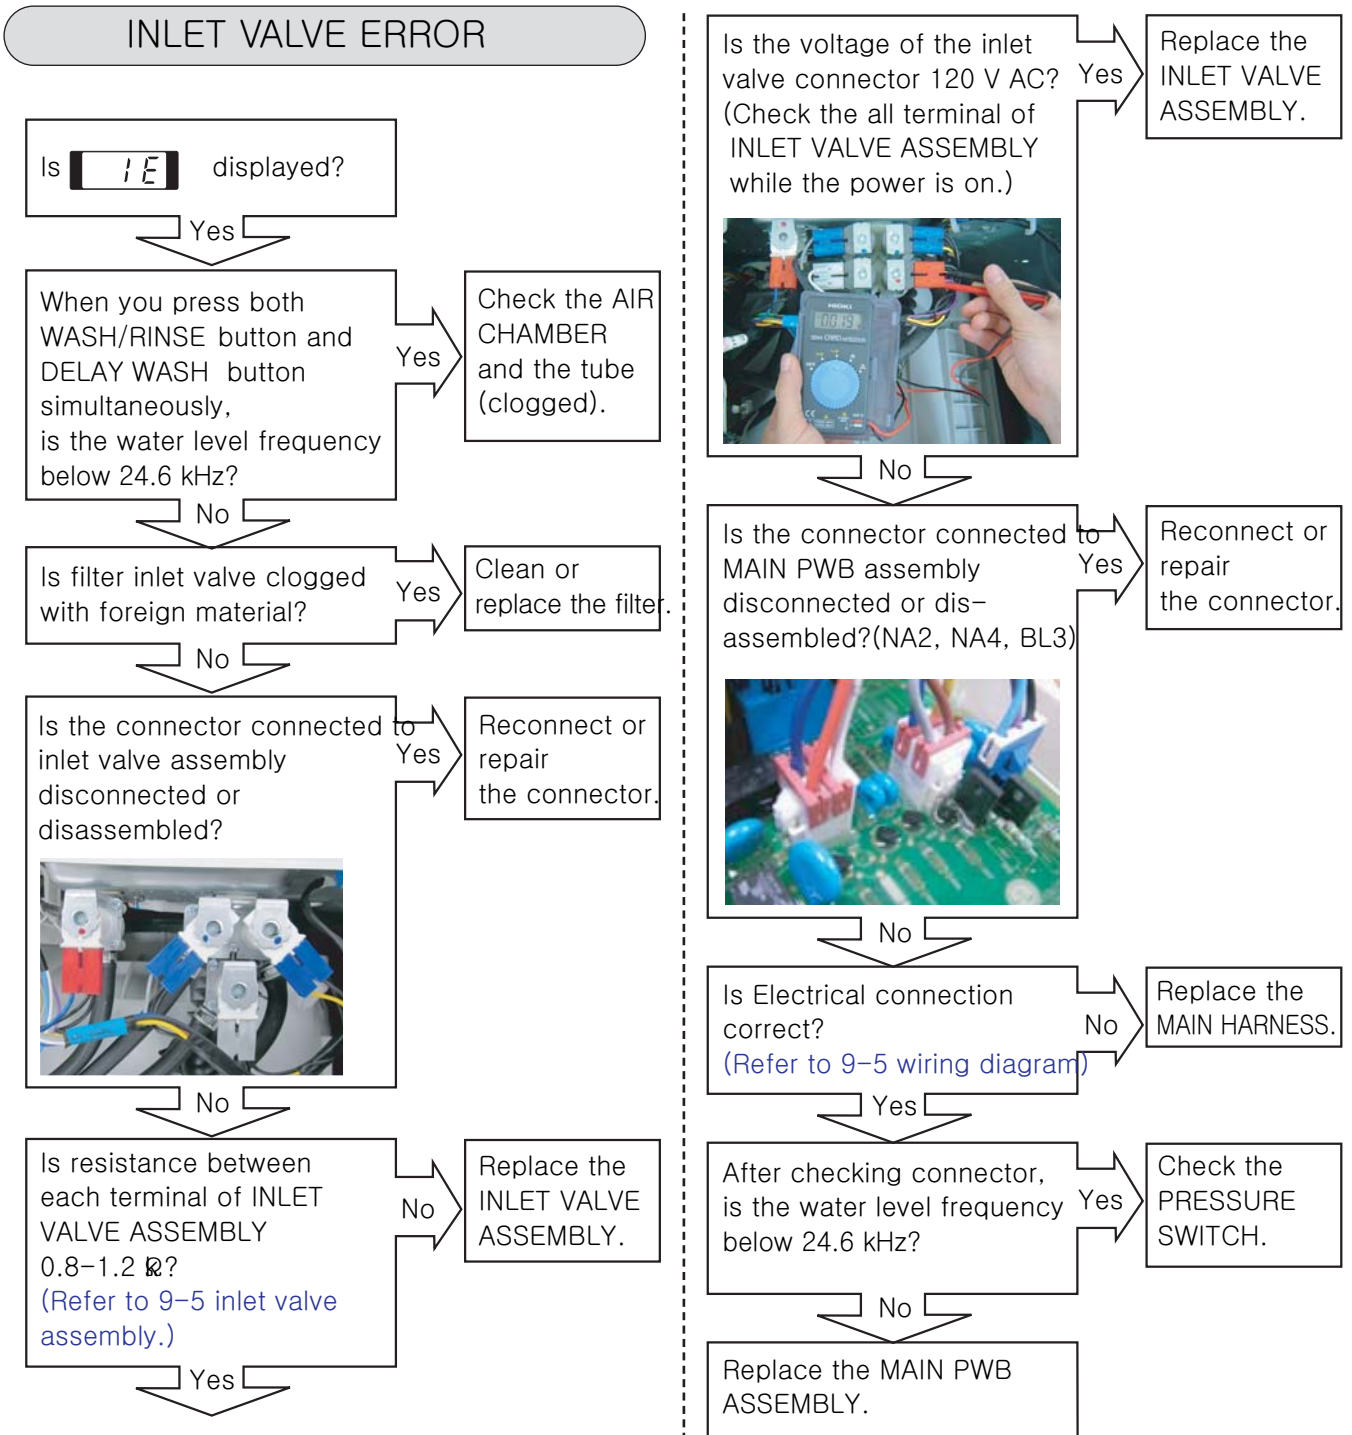 INLET VALVE ERROR
Is IE displayed?
Yes
When you press both
WASH/RINSE button and
DELAY WASH button
simultaneously,
is the water level frequency
below 24.6 kHz?
Yes
Check the AIR
CHAMBER
and the tube
(clogged).
No
Is filter inlet valve clogged
with foreign material?
Yes
Clean or
replace the filter.
No
Is the connector connected to
inlet valve assembly
disconnected or
disassembled?
Yes
Reconnect or
repair
the connector.
No
Is resistance between
each terminal of INLET
VALVE ASSEMBLY
0.8-1.2 kΩ?
(Refer to 9-5 inlet valve
assembly.)
No
Replace the
INLET VALVE
ASSEMBLY.
Yes
Is the voltage of the inlet
valve connector 120 V AC?
(Check the all terminal of
INLET VALVE ASSEMBLY
while the power is on.)
Yes
Replace the
INLET VALVE
ASSEMBLY.
HIOKI
0.019
No
Is the connector connected to
MAIN PWB assembly
disconnected or dis-
assembled?(NA2, NA4, BL3)
Yes
Reconnect or
repair
the connector.
No
Is Electrical connection
correct?
(Refer to 9-5 wiring diagram)
No
Replace the
MAIN HARNESS.
Yes
After checking connector,
is the water level frequency
below 24.6 kHz?
Yes
Check the
PRESSURE
SWITCH.
No
Replace the MAIN PWB
ASSEMBLY.